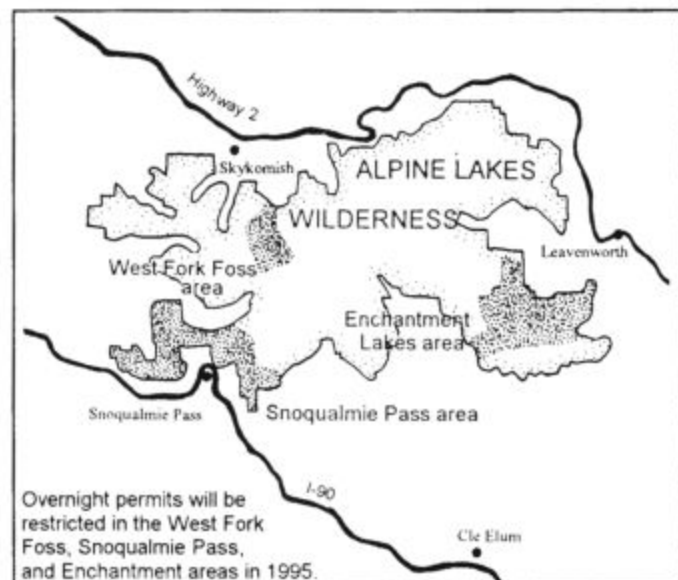 Highway 2
Skykomish
ALPINE LAKES
WILDERNESS
Leavenworth
West Fork Foss
area
Enchantment
Lakes area
Snoqualmie Pass
Snoqualmie Pass area
I-90
Cle Elum
Overnight permits will be
restricted in the West Fork
Foss, Snoqualmie Pass,
and Enchantment areas in 1995.